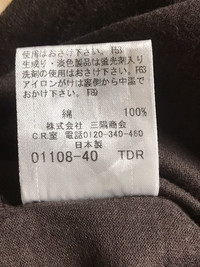 使用はおさけ下さい。
生成り・淡色製品は蛍光剤入り
洗剤の使用はおさけ下さい。
アイロンがけは裏側から中温で
おかけ下さい。
綿 100%
株式会社 三陽商会
C.R.室 電話0120-340-460
日本製
01108-40 TDR